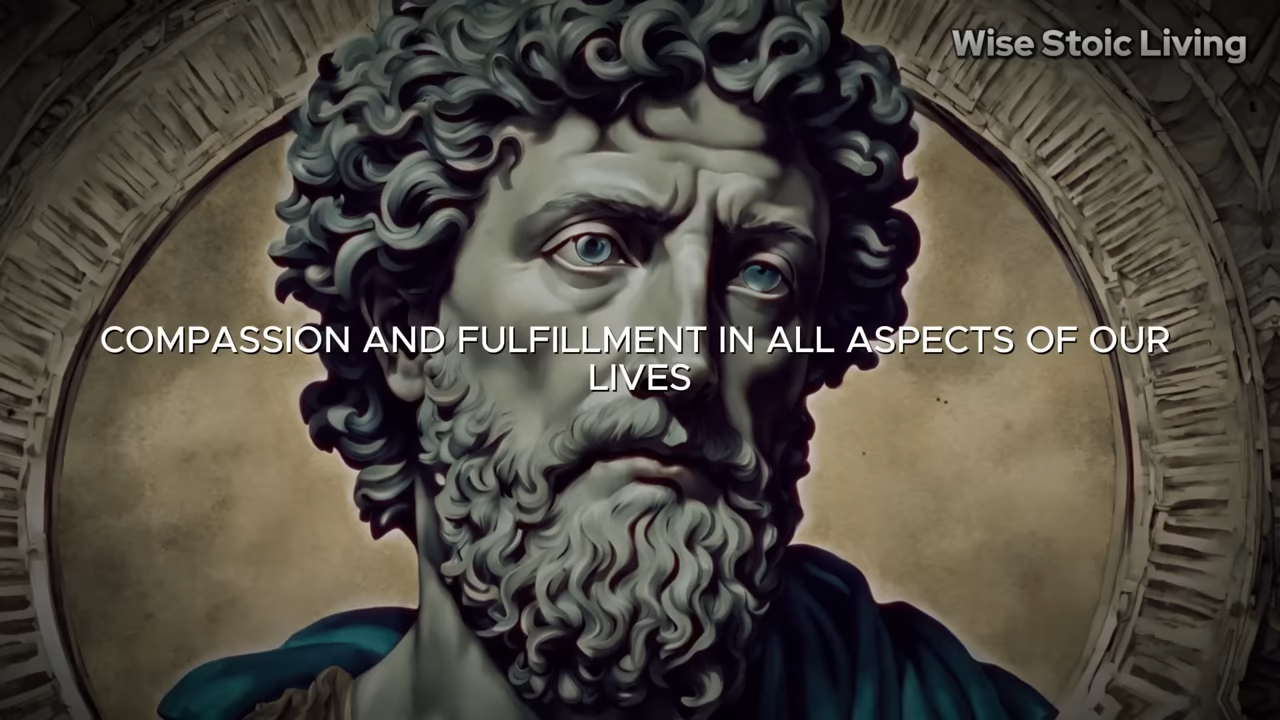 Wise Stoic Living
COMPASSION AND FULFILLMENT IN ALL ASPECTS OF OUR
LIVES